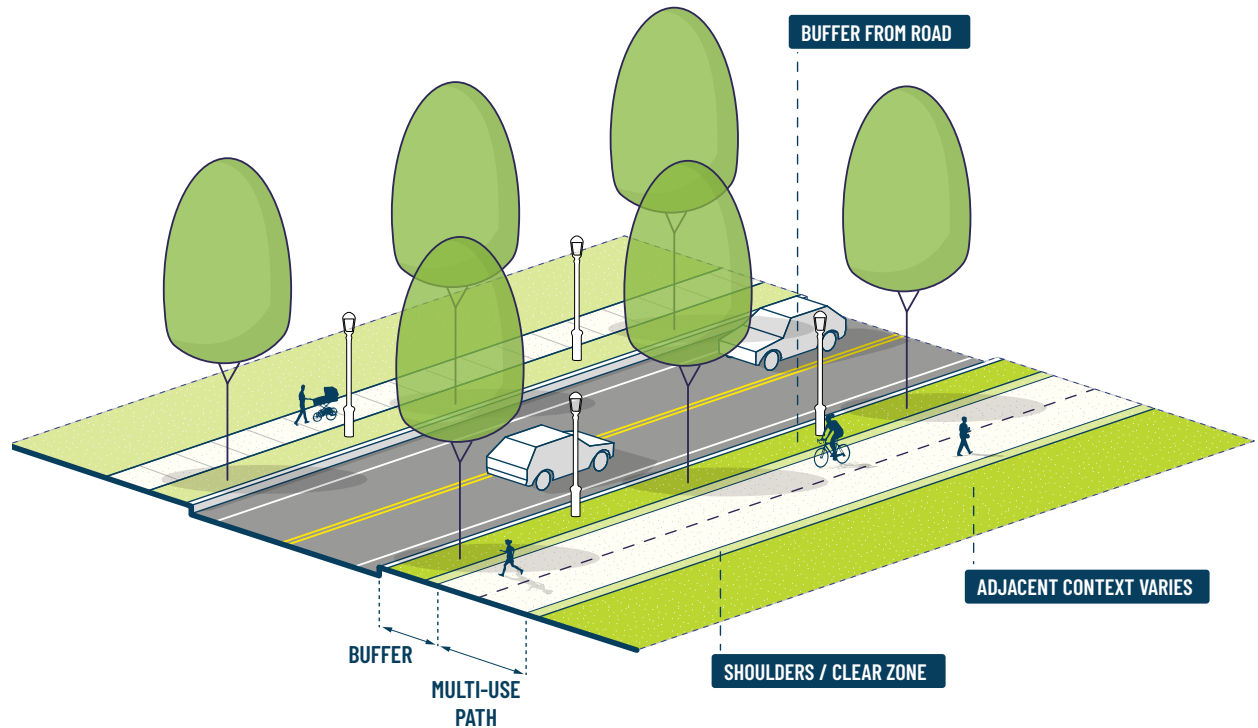 BUFFER FROM ROAD
ADJACENT CONTEXT VARIES
BUFFER
SHOULDERS / CLEAR ZONE
MULTI-USE
PATH